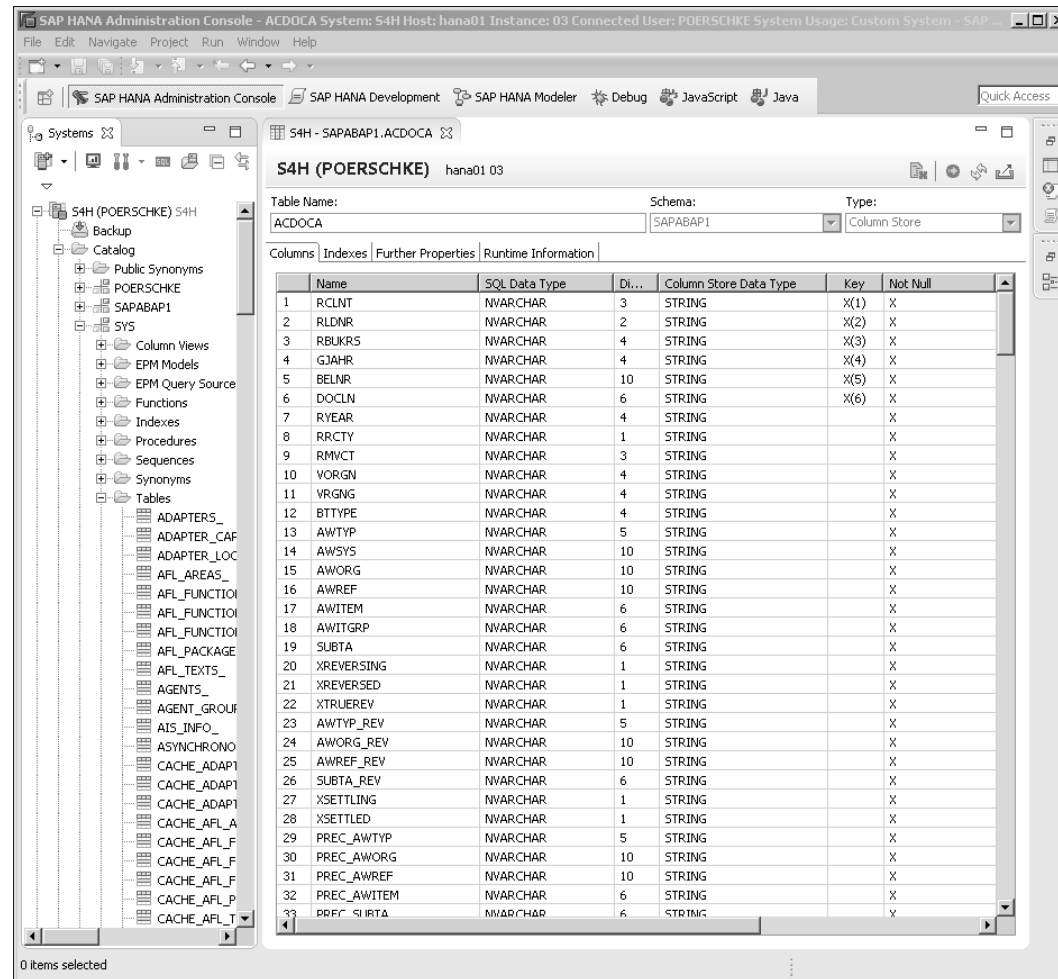 SAP HANA Administration Console - ACDOCA System: S4H Host: hana01 Instance: 03 Connected User: POERSCHKE System Usage: Custom System - SAP ...
File Edit Navigate Project Run Window Help
SAP HANA Administration Console SAP HANA Development SAP HANA Modeler Debug JavaScript Java Quick Access
Systems
S4H (POERSCHKE) S4H
Backup
Catalog
Public Synonyms
POERSCHKE
SAPABAP1
SYS
Column Views
EPM Models
EPM Query Source
Functions
Indexes
Procedures
Sequences
Synonyms
Tables
ADAPTERS_
ADAPTER_CAP
ADAPTER_LOC
AFL_AREAS_
AFL_FUNCTIO
AFL_FUNCTIO
AFL_FUNCTIO
AFL_PACKAGE
AFL_TEXTS_
AGENTS_
AGENT_GROUP
AIS_INFO_
ASYNCHRONO
CACHE_ADAPT
CACHE_ADAPT
CACHE_ADAPT
CACHE_AFL_A
CACHE_AFL_F
CACHE_AFL_F
CACHE_AFL_F
CACHE_AFL_P
CACHE_AFL_T
S4H - SAPABAP1.ACDOCA
S4H (POERSCHKE) hana01 03
Table Name: Schema: Type:
ACDOCA SAPABAP1 Column Store
Columns Indexes Further Properties Runtime Information
Name SQL Data Type Di... Column Store Data Type Key Not Null
1 RCLNT NVARCHAR 3 STRING X(1) X
2 RLDNR NVARCHAR 2 STRING X(2) X
3 RBUKRS NVARCHAR 4 STRING X(3) X
4 GJAHR NVARCHAR 4 STRING X(4) X
5 BELNR NVARCHAR 10 STRING X(5) X
6 DOCLN NVARCHAR 6 STRING X(6) X
7 RYEAR NVARCHAR 4 STRING X
8 RRCTY NVARCHAR 1 STRING X
9 RMVCT NVARCHAR 3 STRING X
10 VORGN NVARCHAR 4 STRING X
11 VRGNG NVARCHAR 4 STRING X
12 BTTYPE NVARCHAR 4 STRING X
13 AWTYP NVARCHAR 5 STRING X
14 AWSYS NVARCHAR 10 STRING X
15 AWORG NVARCHAR 10 STRING X
16 AWREF NVARCHAR 10 STRING X
17 AWITEM NVARCHAR 6 STRING X
18 AWITGRP NVARCHAR 6 STRING X
19 SUBTA NVARCHAR 6 STRING X
20 XREVERSING NVARCHAR 1 STRING X
21 XREVERSED NVARCHAR 1 STRING X
22 XTRUEREV NVARCHAR 1 STRING X
23 AWTYP_REV NVARCHAR 5 STRING X
24 AWORG_REV NVARCHAR 10 STRING X
25 AWREF_REV NVARCHAR 10 STRING X
26 SUBTA_REV NVARCHAR 6 STRING X
27 XSETTLING NVARCHAR 1 STRING X
28 XSETTLED NVARCHAR 1 STRING X
29 PREC_AWTYP NVARCHAR 5 STRING X
30 PREC_AWORG NVARCHAR 10 STRING X
31 PREC_AWREF NVARCHAR 10 STRING X
32 PREC_AWITEM NVARCHAR 6 STRING X
33 PREC_SUBTA NVARCHAR 6 STRING X
0 items selected